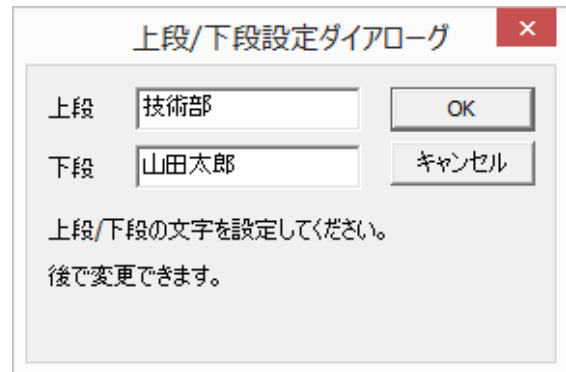 上段/下段設定ダイアローグ
上段 技術部 OK
下段 山田太郎 キャンセル
上段/下段の文字を設定してください。
後で変更できます。